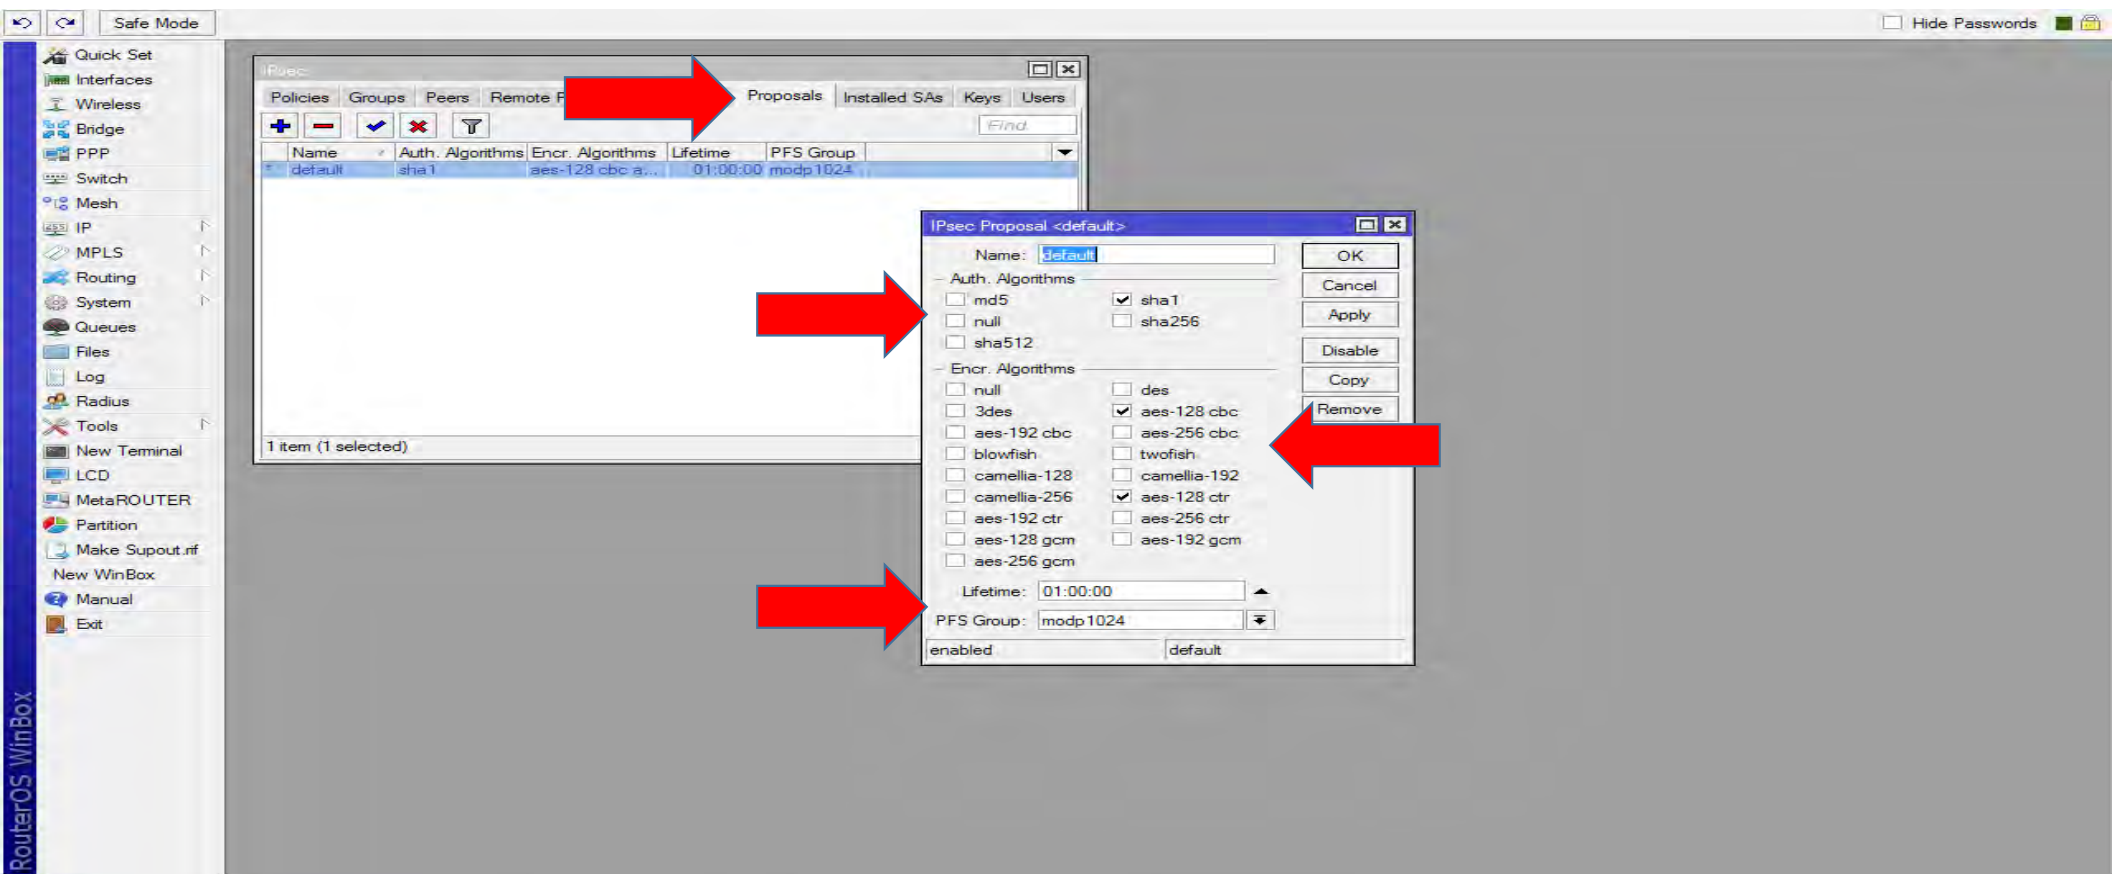 Safe Mode
Hide Passwords
Quick Set
Interfaces
Wireless
Bridge
PPP
Switch
Mesh
IP
MPLS
Routing
System
Queues
Files
Log
Radius
Tools
New Terminal
LCD
MetaROUTER
Partition
Make Supout.rif
New WinBox
Manual
Exit
RouterOS WinBox
IPsec
Policies Groups Peers Remote Proposals Installed SAs Keys Users
Find
Name Auth. Algorithms Encr. Algorithms Lifetime PFS Group
* default sha1 aes-128 cbc a... 01:00:00 modp1024
1 item (1 selected)
IPsec Proposal <default>
Name: default
Auth. Algorithms
md5 sha1
null sha256
sha512
Encr. Algorithms
null des
3des aes-128 cbc
aes-192 cbc aes-256 cbc
blowfish twofish
camellia-128 camellia-192
camellia-256 aes-128 ctr
aes-192 ctr aes-256 ctr
aes-128 gcm aes-192 gcm
aes-256 gcm
Lifetime: 01:00:00
PFS Group: modp1024
enabled default
OK
Cancel
Apply
Disable
Copy
Remove